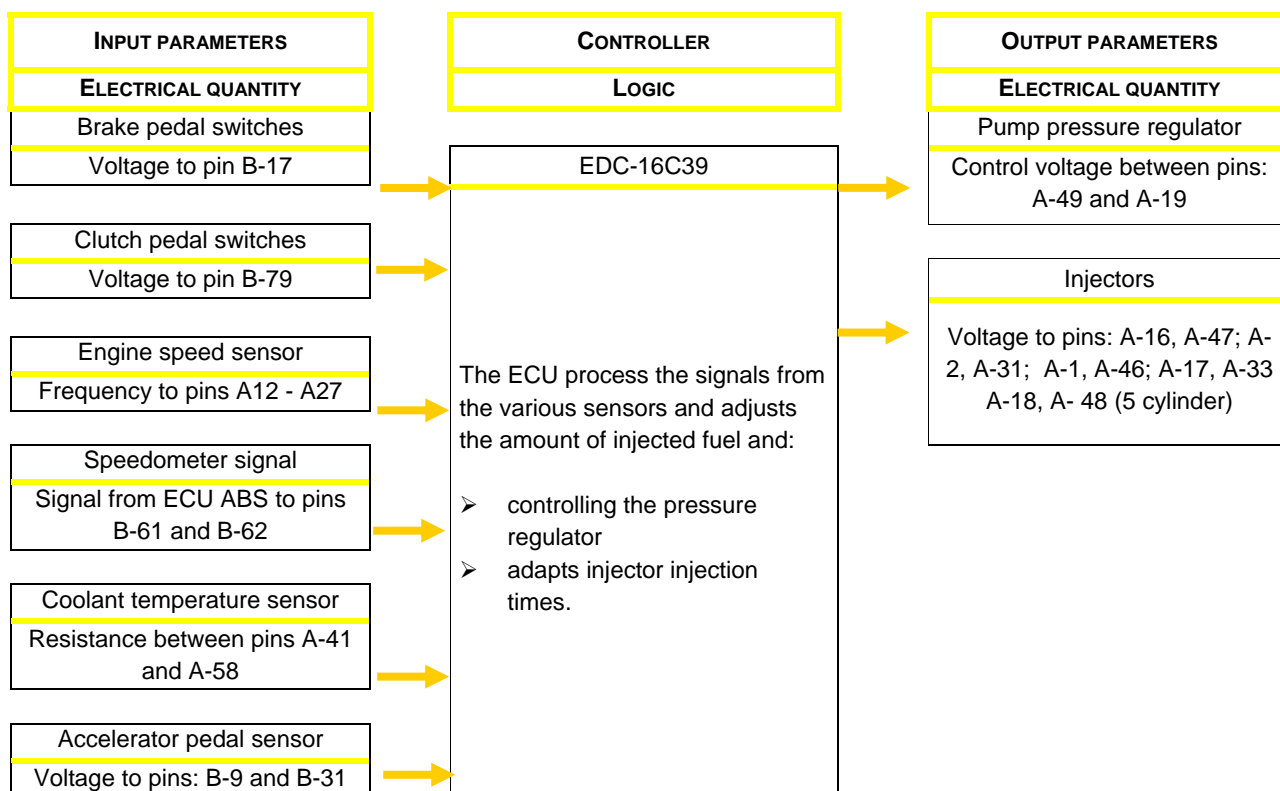 INPUT PARAMETERS
ELECTRICAL QUANTITY
Brake pedal switches
Voltage to pin B-17
Clutch pedal switches
Voltage to pin B-79
Engine speed sensor
Frequency to pins A12 - A27
Speedometer signal
Signal from ECU ABS to pins
B-61 and B-62
Coolant temperature sensor
Resistance between pins A-41
and A-58
Accelerator pedal sensor
Voltage to pins: B-9 and B-31
CONTROLLER
LOGIC
EDC-16C39
The ECU process the signals from
the various sensors and adjusts
the amount of injected fuel and:
➢ controlling the pressure
regulator
➢ adapts injector injection
times.
OUTPUT PARAMETERS
ELECTRICAL QUANTITY
Pump pressure regulator
Control voltage between pins:
A-49 and A-19
Injectors
Voltage to pins: A-16, A-47; A-
2, A-31; A-1, A-46; A-17, A-33
A-18, A- 48 (5 cylinder)